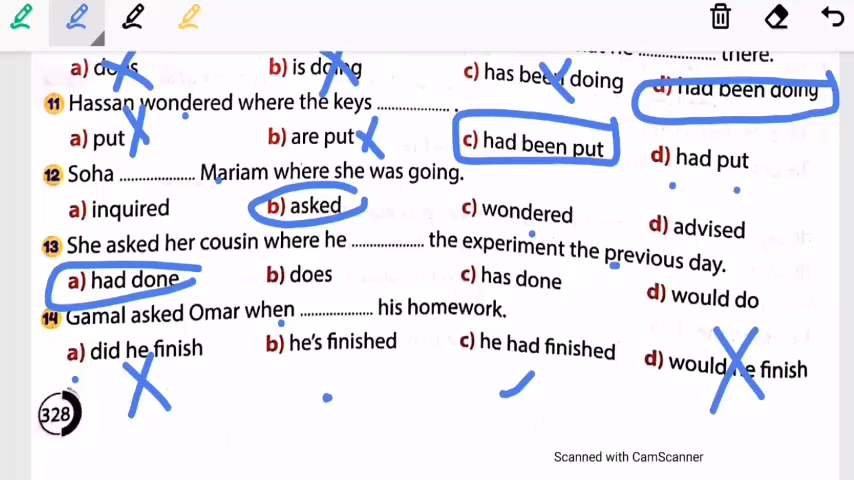 he .............. there.
a) does b) is doing c) has been doing d) had been doing
11 Hassan wondered where the keys .............. .
a) put b) are put c) had been put d) had put
12 Soha .............. Mariam where she was going.
a) inquired b) asked c) wondered d) advised
13 She asked her cousin where he .............. the experiment the previous day.
a) had done b) does c) has done d) would do
14 Gamal asked Omar when .............. his homework.
a) did he finish b) he's finished c) he had finished d) would he finish
328
Scanned with CamScanner